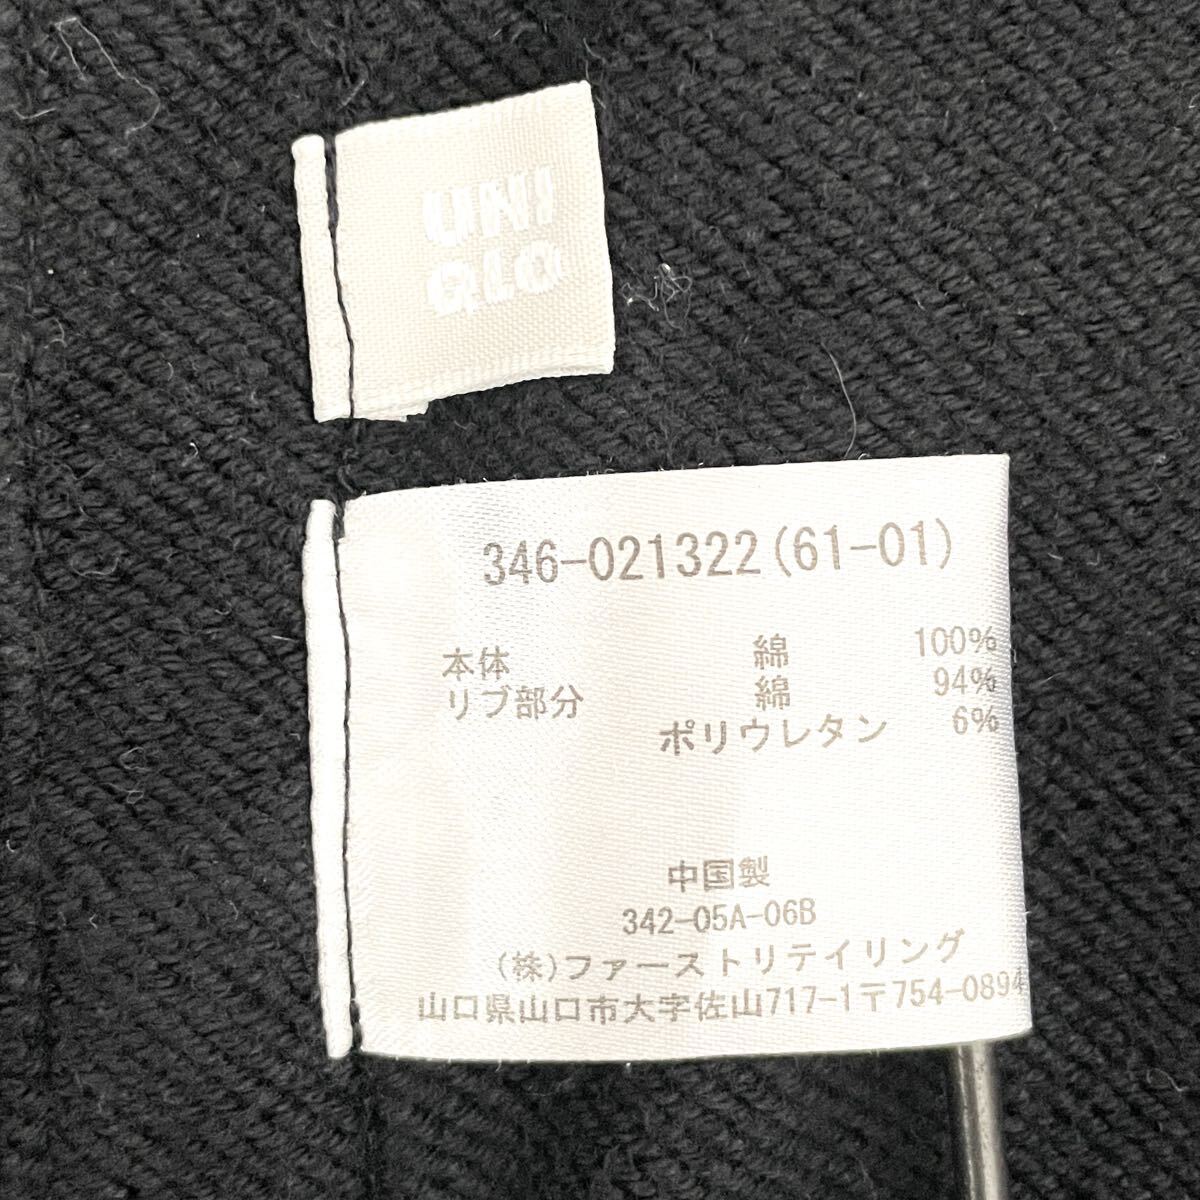 UNI
QLO
346-021322(61-01)
本体 綿 100%
リブ部分 綿 94%
ポリウレタン 6%
中国製
342-05A-06B
(株)ファーストリテイリング
山口県山口市大字佐山717-1〒754-0894